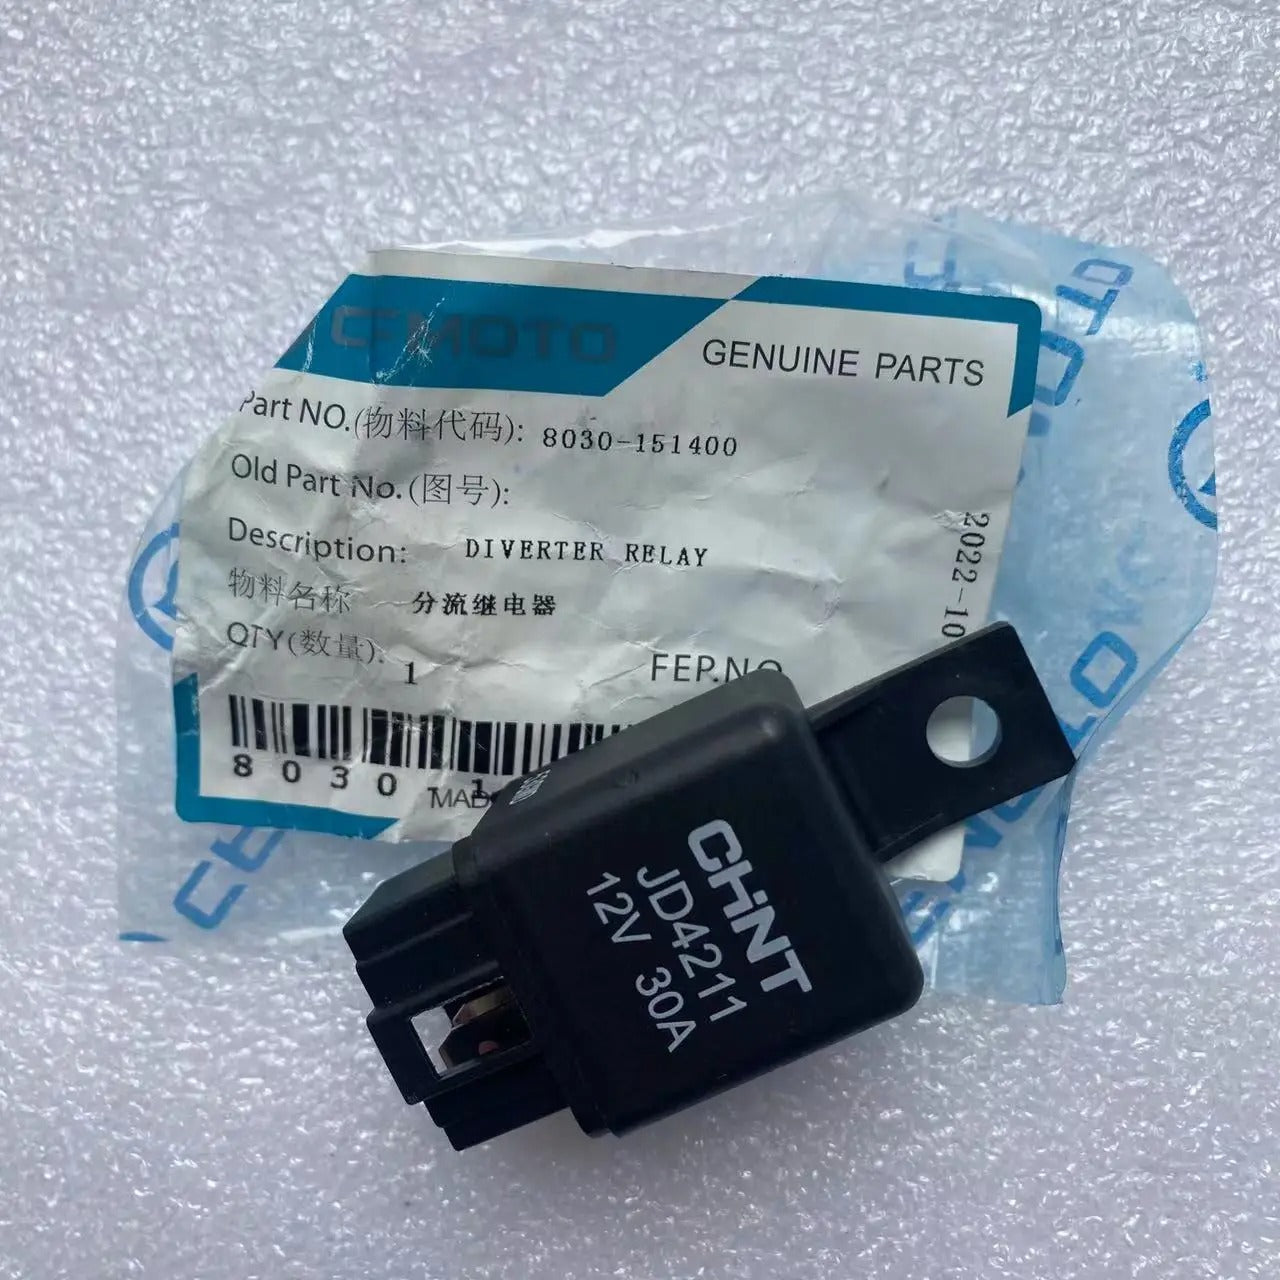 CFMOTO
GENUINE PARTS
Part NO.(物料代码): 8030-151400
Old Part No.(图号):
Description: DIVERTER RELAY
物料名称 分流继电器
QTY(数量): 1
FEP.NO
2022-10
8030
CHINT
JD4211
12V 30A